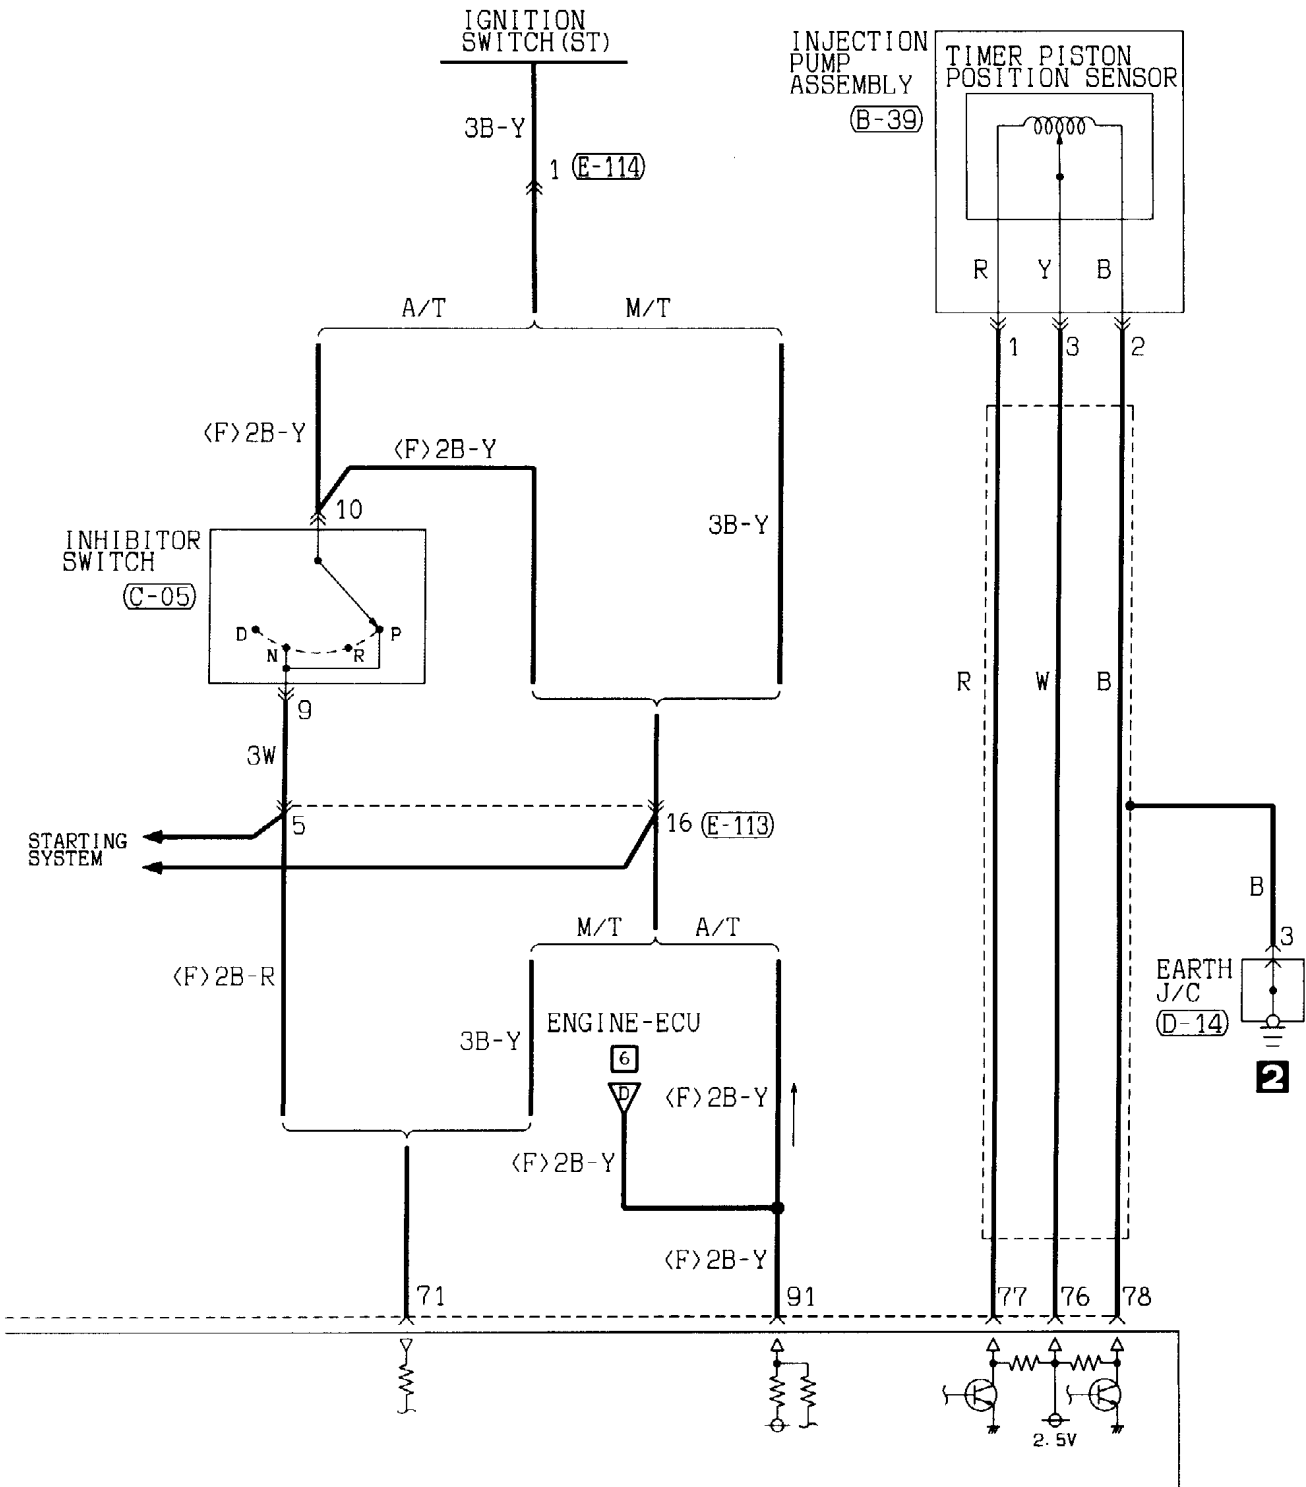 IGNITION
SWITCH(ST)
3B-Y
1 (E-114)
A/T
M/T
INJECTION
PUMP
ASSEMBLY
(B-39)
TIMER PISTON
POSITION SENSOR
R
Y
B
1
3
2
<F>2B-Y
<F>2B-Y
10
3B-Y
INHIBITOR
SWITCH
(C-05)
D
N
R
P
9
3W
R
W
B
5
16 (E-113)
STARTING
SYSTEM
M/T
A/T
B
3
EARTH
J/C
(D-14)
2
<F>2B-R
3B-Y
ENGINE-ECU
6
D
<F>2B-Y
<F>2B-Y
<F>2B-Y
71
91
77
76
78
2.5V